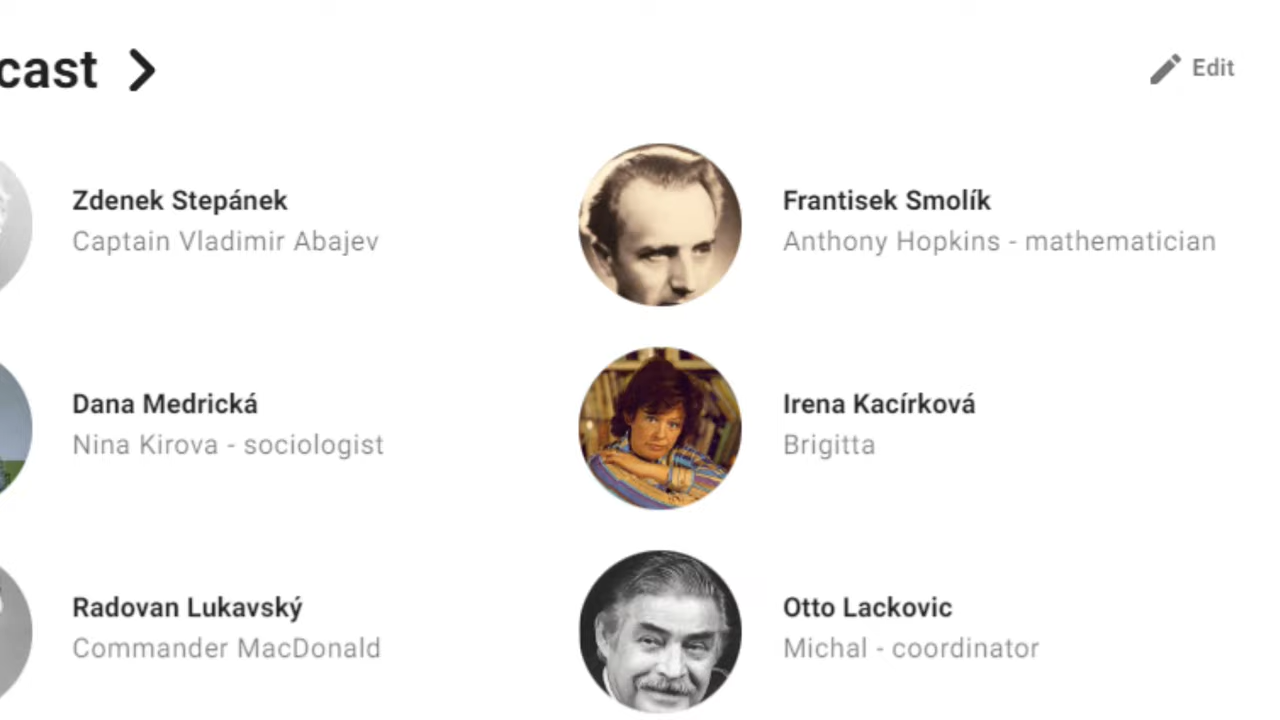 cast
Edit
Zdenek Stepánek
Captain Vladimir Abajev
Frantisek Smolík
Anthony Hopkins - mathematician
Dana Medrická
Nina Kirova - sociologist
Irena Kacírková
Brigitta
Radovan Lukavský
Commander MacDonald
Otto Lackovic
Michal - coordinator